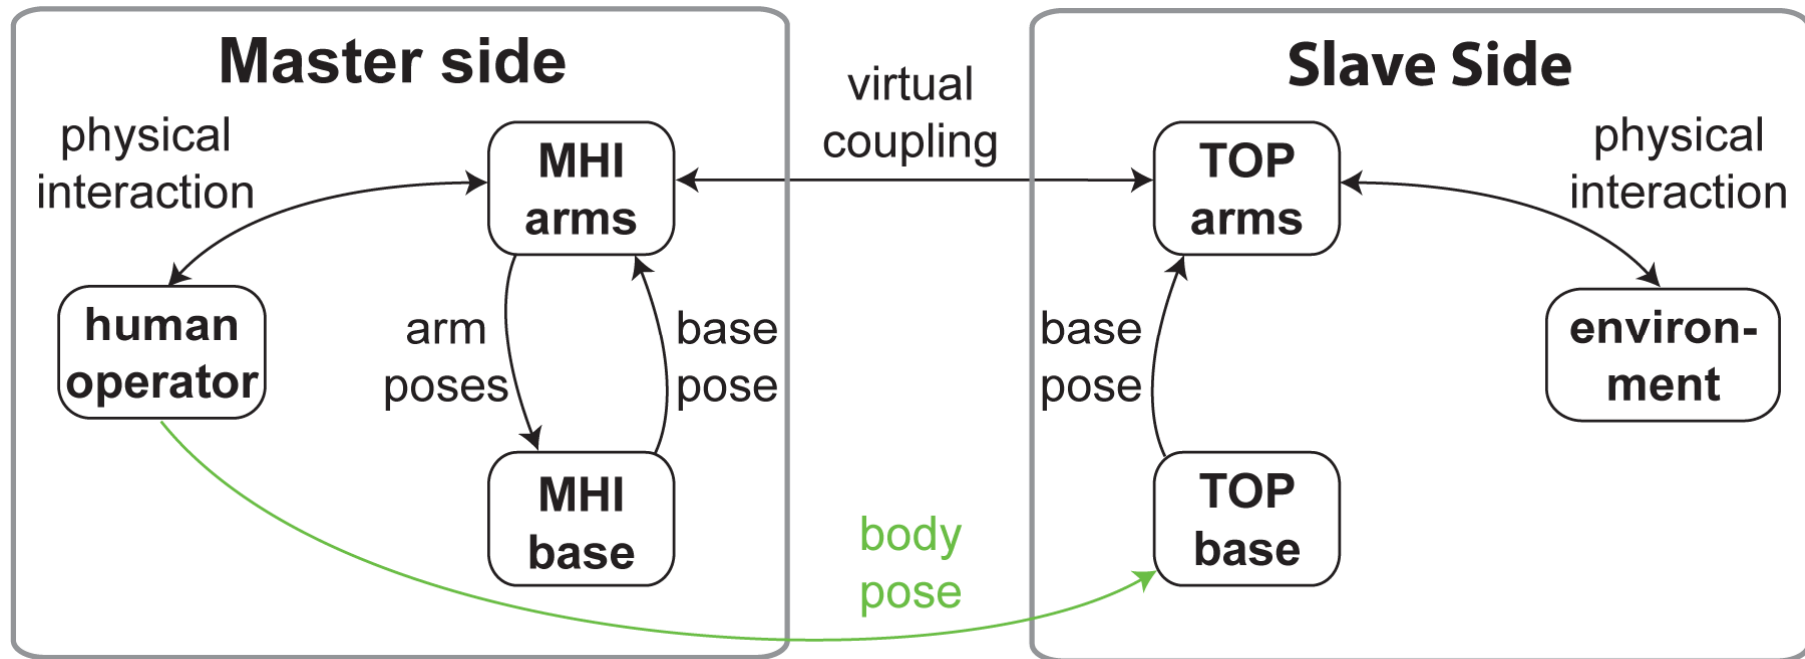 Master side
physical
interaction
MHI
arms
human
operator
arm
poses
base
pose
MHI
base
virtual
coupling
body
pose
Slave Side
TOP
arms
physical
interaction
base
pose
environ-
ment
TOP
base